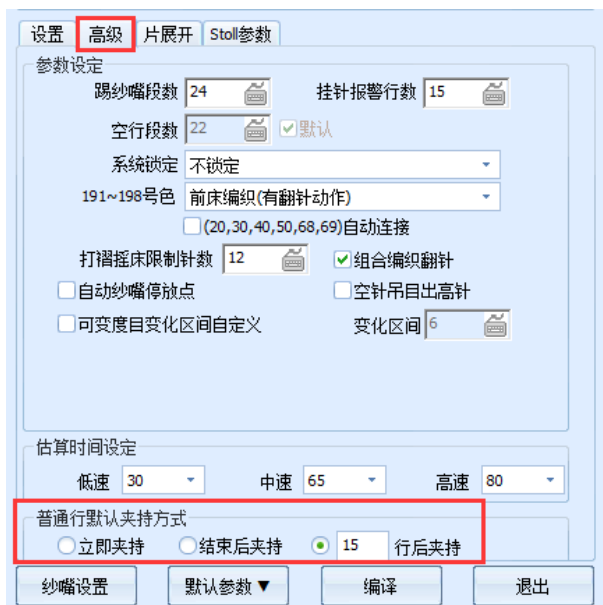 设置 高级 片展开 Stoll参数
参数设定
踢纱嘴段数 24 挂针报警行数 15
空行段数 22 默认
系统锁定 不锁定
191~198号色 前床编织(有翻针动作)
(20,30,40,50,68,69)自动连接
打褶摇床限制针数 12 组合编织翻针
自动纱嘴停放点 空针吊目出高针
可变度目变化区间自定义 变化区间 6
估算时间设定
低速 30 中速 65 高速 80
普通行默认夹持方式
立即夹持 结束后夹持 15 行后夹持
纱嘴设置 默认参数▼ 编译 退出